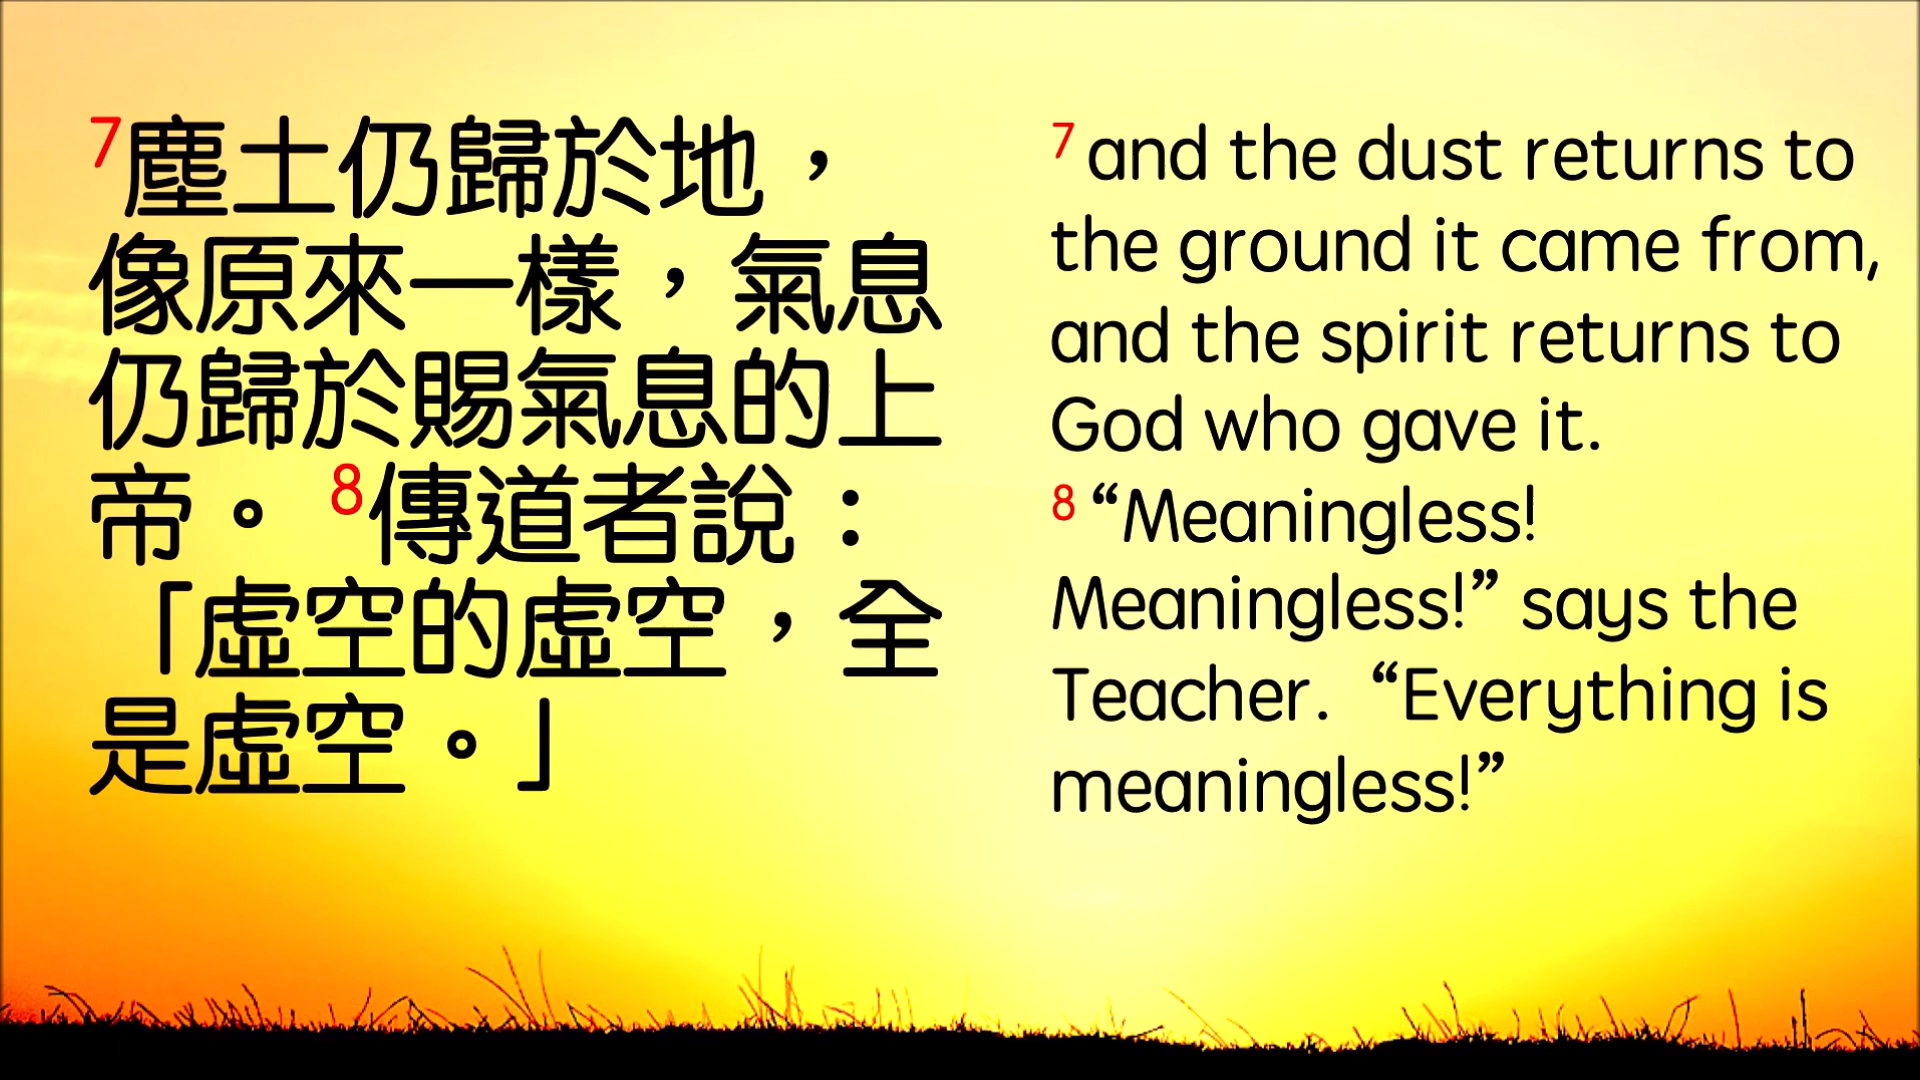 7塵土仍歸於地，
像原來一樣，氣息
仍歸於賜氣息的上
帝。 8傳道者說：
「虛空的虛空，全
是虛空。」
7 and the dust returns to
the ground it came from,
and the spirit returns to
God who gave it.
8 “Meaningless!
Meaningless!” says the
Teacher. “Everything is
meaningless!”